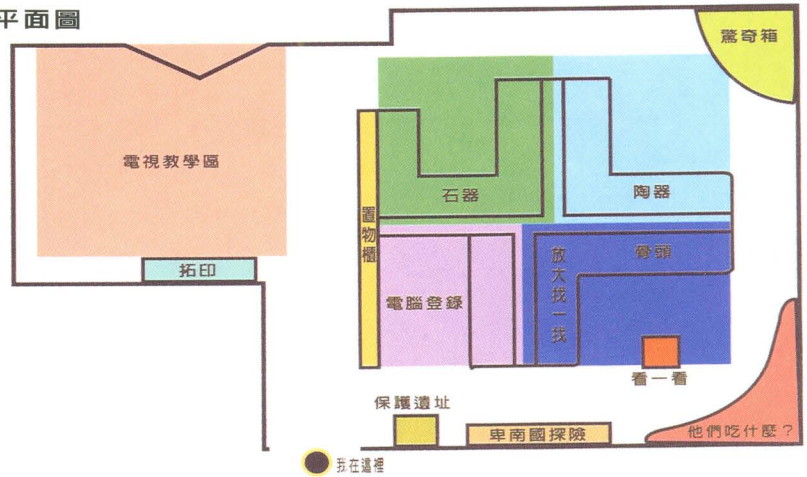 平面圖
驚奇箱
電視教學區
石器
陶器
置物櫃
拓印
電腦登錄
放大找一找
骨頭
看一看
保護遺址
卑南國探險
他們吃什麼？
我在這裡